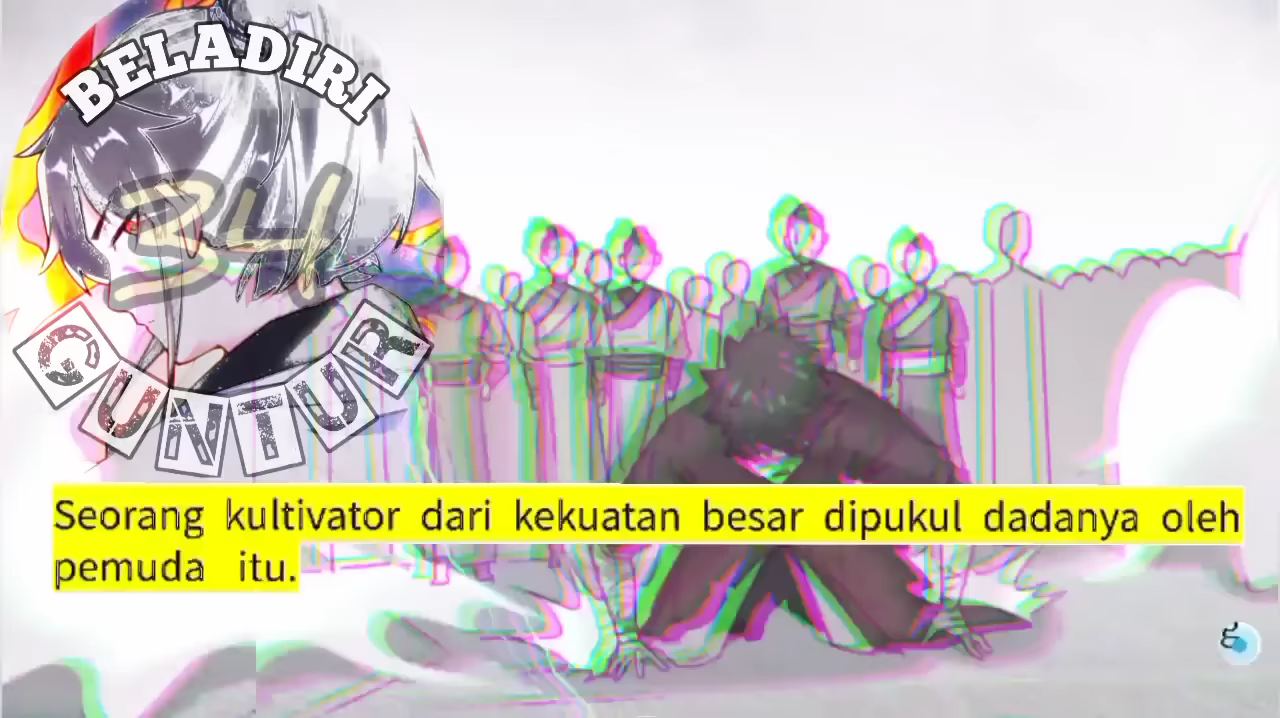 BELADIRI
34
GUNTUR
Seorang kultivator dari kekuatan besar dipukul dadanya oleh
pemuda itu.